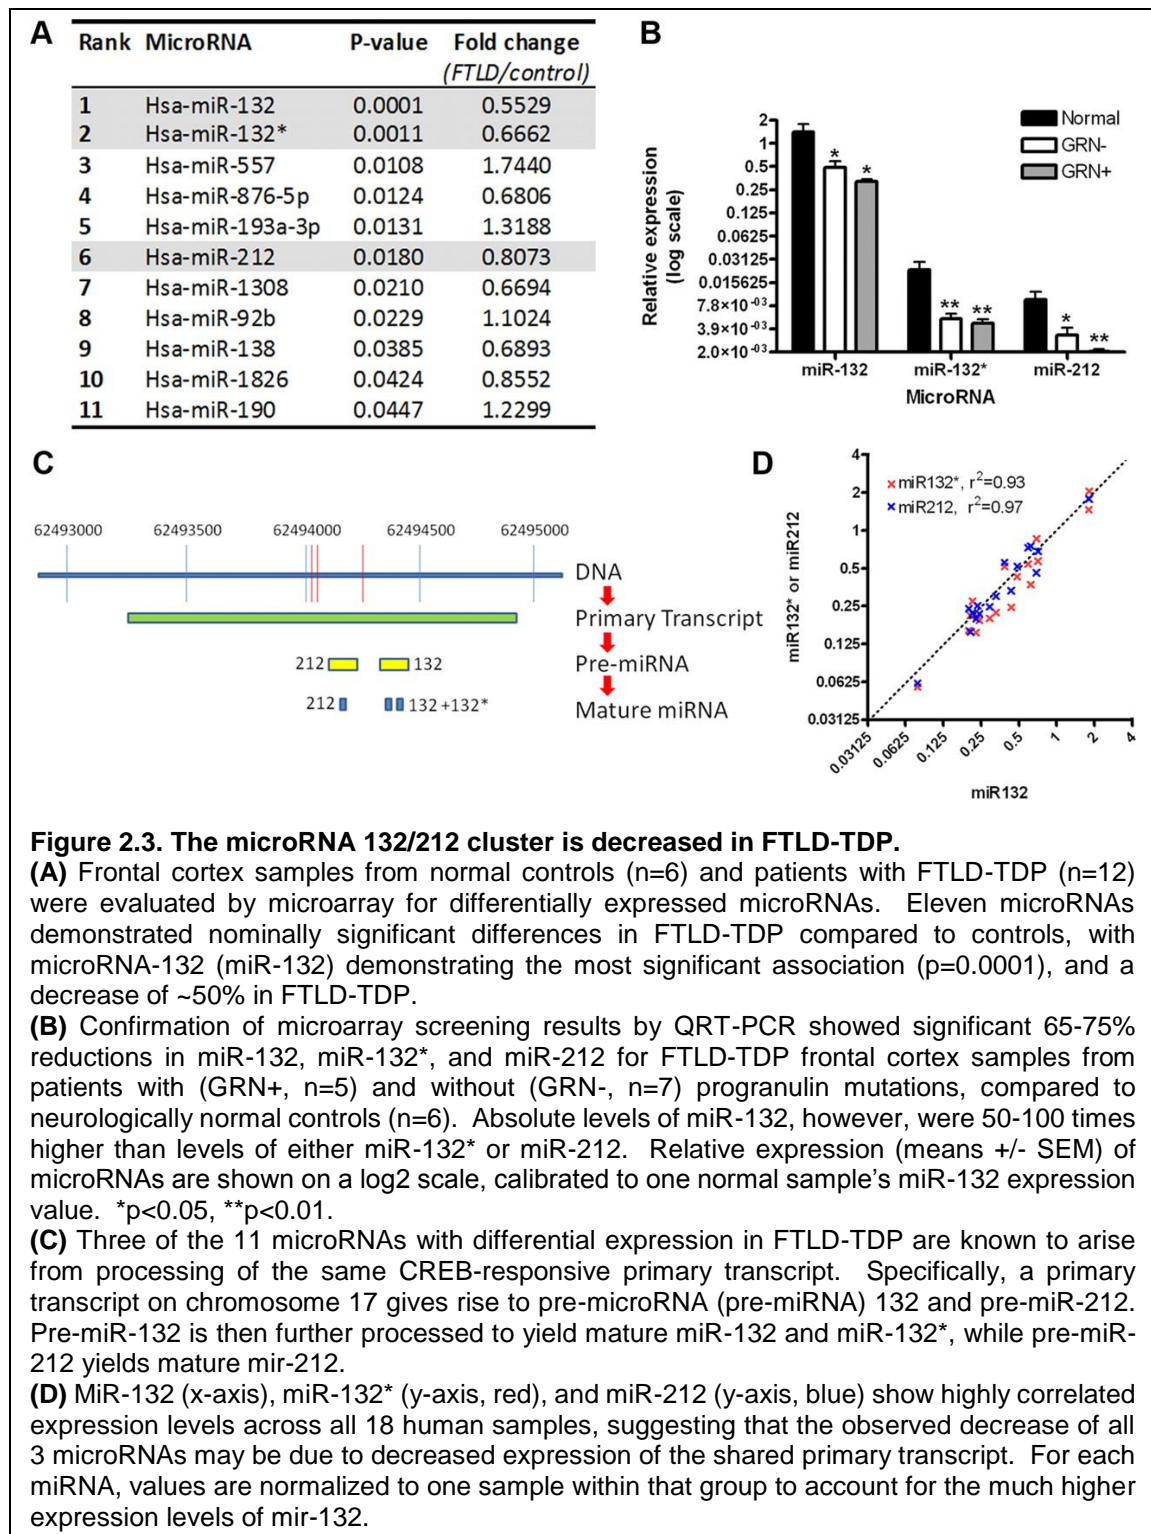 A
Rank MicroRNA P-value Fold change
(FTLD/control)
1 Hsa-miR-132 0.0001 0.5529
2 Hsa-miR-132* 0.0011 0.6662
3 Hsa-miR-557 0.0108 1.7440
4 Hsa-miR-876-5p 0.0124 0.6806
5 Hsa-miR-193a-3p 0.0131 1.3188
6 Hsa-miR-212 0.0180 0.8073
7 Hsa-miR-1308 0.0210 0.6694
8 Hsa-miR-92b 0.0229 1.1024
9 Hsa-miR-138 0.0385 0.6893
10 Hsa-miR-1826 0.0424 0.8552
11 Hsa-miR-190 0.0447 1.2299
B
Relative expression
(log scale)
2
1
0.5
0.25
0.125
0.0625
0.03125
0.015625
7.8×10⁻⁰³
3.9×10⁻⁰³
2.0×10⁻⁰³
Normal
GRN-
GRN+
* *
** **
* **
miR-132 miR-132* miR-212
MicroRNA
C
62493000 62493500 62494000 62494500 62495000
DNA
Primary Transcript
212 132 Pre-miRNA
212 132 +132* Mature miRNA
D
miR132* or miR212
4
2
1
0.5
0.25
0.125
0.0625
0.03125
× miR132*, r²=0.93
× miR212, r²=0.97
0.03125 0.0625 0.125 0.25 0.5 1 2 4
miR132
Figure 2.3. The microRNA 132/212 cluster is decreased in FTLD-TDP.
(A) Frontal cortex samples from normal controls (n=6) and patients with FTLD-TDP (n=12)
were evaluated by microarray for differentially expressed microRNAs. Eleven microRNAs
demonstrated nominally significant differences in FTLD-TDP compared to controls, with
microRNA-132 (miR-132) demonstrating the most significant association (p=0.0001), and a
decrease of ~50% in FTLD-TDP.
(B) Confirmation of microarray screening results by QRT-PCR showed significant 65-75%
reductions in miR-132, miR-132*, and miR-212 for FTLD-TDP frontal cortex samples from
patients with (GRN+, n=5) and without (GRN-, n=7) progranulin mutations, compared to
neurologically normal controls (n=6). Absolute levels of miR-132, however, were 50-100 times
higher than levels of either miR-132* or miR-212. Relative expression (means +/- SEM) of
microRNAs are shown on a log2 scale, calibrated to one normal sample's miR-132 expression
value. *p<0.05, **p<0.01.
(C) Three of the 11 microRNAs with differential expression in FTLD-TDP are known to arise
from processing of the same CREB-responsive primary transcript. Specifically, a primary
transcript on chromosome 17 gives rise to pre-microRNA (pre-miRNA) 132 and pre-miR-212.
Pre-miR-132 is then further processed to yield mature miR-132 and miR-132*, while pre-miR-
212 yields mature mir-212.
(D) MiR-132 (x-axis), miR-132* (y-axis, red), and miR-212 (y-axis, blue) show highly correlated
expression levels across all 18 human samples, suggesting that the observed decrease of all
3 microRNAs may be due to decreased expression of the shared primary transcript. For each
miRNA, values are normalized to one sample within that group to account for the much higher
expression levels of mir-132.